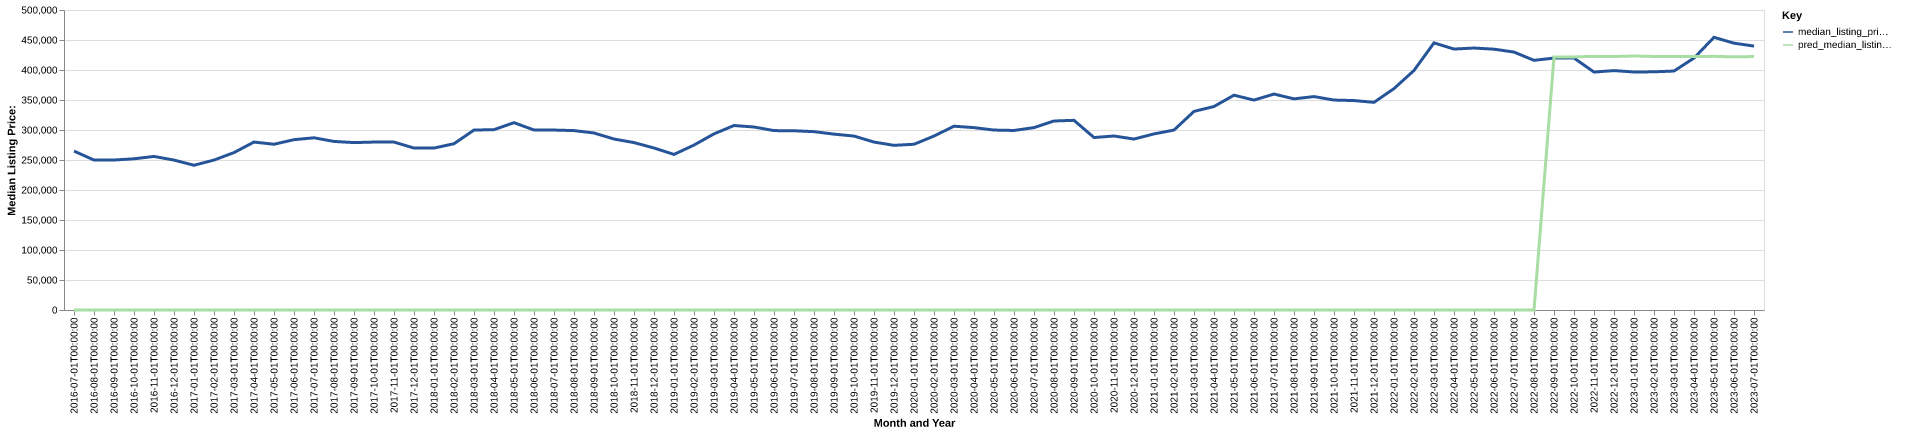 500,000
450,000
400,000
350,000
300,000
250,000
200,000
150,000
100,000
50,000
0
Median Listing Price:
2016-07-01T00:00:00
2016-08-01T00:00:00
2016-09-01T00:00:00
2016-10-01T00:00:00
2016-11-01T00:00:00
2016-12-01T00:00:00
2017-01-01T00:00:00
2017-02-01T00:00:00
2017-03-01T00:00:00
2017-04-01T00:00:00
2017-05-01T00:00:00
2017-06-01T00:00:00
2017-07-01T00:00:00
2017-08-01T00:00:00
2017-09-01T00:00:00
2017-10-01T00:00:00
2017-11-01T00:00:00
2017-12-01T00:00:00
2018-01-01T00:00:00
2018-02-01T00:00:00
2018-03-01T00:00:00
2018-04-01T00:00:00
2018-05-01T00:00:00
2018-06-01T00:00:00
2018-07-01T00:00:00
2018-08-01T00:00:00
2018-09-01T00:00:00
2018-10-01T00:00:00
2018-11-01T00:00:00
2018-12-01T00:00:00
2019-01-01T00:00:00
2019-02-01T00:00:00
2019-03-01T00:00:00
2019-04-01T00:00:00
2019-05-01T00:00:00
2019-06-01T00:00:00
2019-07-01T00:00:00
2019-08-01T00:00:00
2019-09-01T00:00:00
2019-10-01T00:00:00
2019-11-01T00:00:00
2019-12-01T00:00:00
2020-01-01T00:00:00
2020-02-01T00:00:00
2020-03-01T00:00:00
2020-04-01T00:00:00
2020-05-01T00:00:00
2020-06-01T00:00:00
2020-07-01T00:00:00
2020-08-01T00:00:00
2020-09-01T00:00:00
2020-10-01T00:00:00
2020-11-01T00:00:00
2020-12-01T00:00:00
2021-01-01T00:00:00
2021-02-01T00:00:00
2021-03-01T00:00:00
2021-04-01T00:00:00
2021-05-01T00:00:00
2021-06-01T00:00:00
2021-07-01T00:00:00
2021-08-01T00:00:00
2021-09-01T00:00:00
2021-10-01T00:00:00
2021-11-01T00:00:00
2021-12-01T00:00:00
2022-01-01T00:00:00
2022-02-01T00:00:00
2022-03-01T00:00:00
2022-04-01T00:00:00
2022-05-01T00:00:00
2022-06-01T00:00:00
2022-07-01T00:00:00
2022-08-01T00:00:00
2022-09-01T00:00:00
2022-10-01T00:00:00
2022-11-01T00:00:00
2022-12-01T00:00:00
2023-01-01T00:00:00
2023-02-01T00:00:00
2023-03-01T00:00:00
2023-04-01T00:00:00
2023-05-01T00:00:00
2023-06-01T00:00:00
2023-07-01T00:00:00
Month and Year
Key
median_listing_pri…
pred_median_listin…